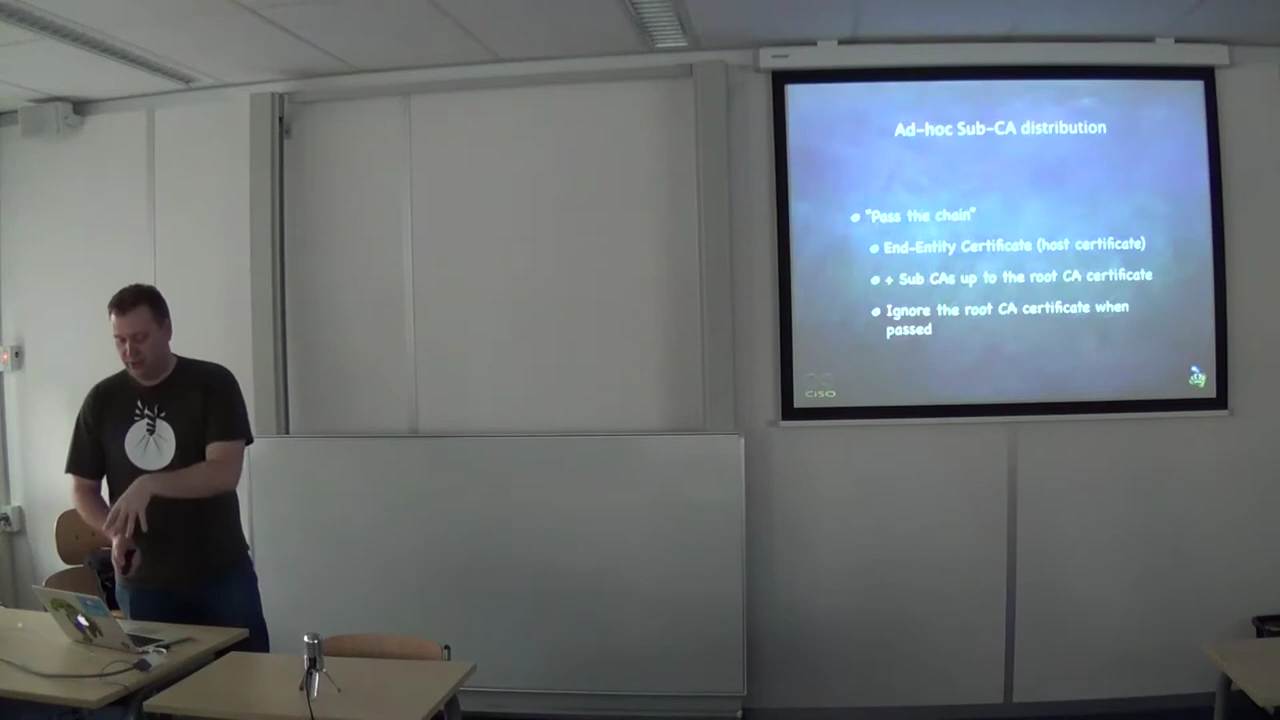 Ad-hoc Sub-CA distribution
"Pass the chain"
End-Entity Certificate (host certificate)
+ Sub CAs up to the root CA certificate
Ignore the root CA certificate when
passed
CISO